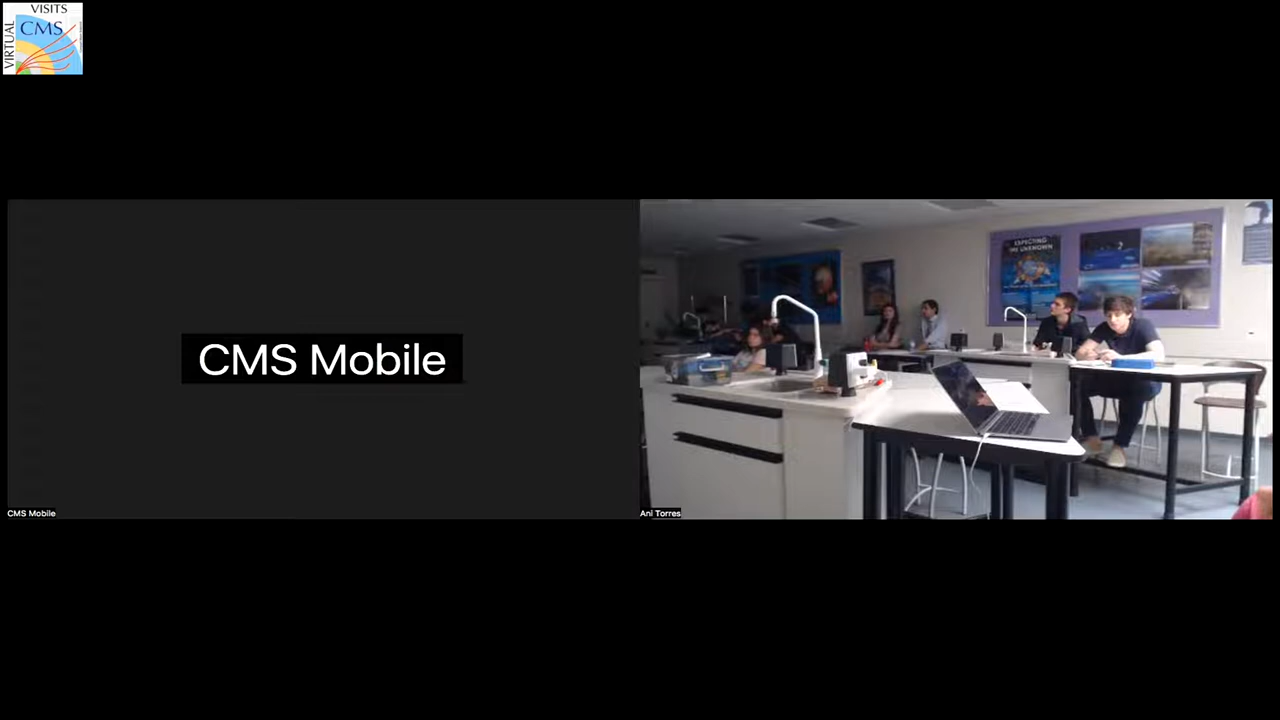 VISITS
CMS
VIRTUAL
CMS Mobile
CMS Mobile
Ani Torres
EXPECTING
THE UNKNOWN